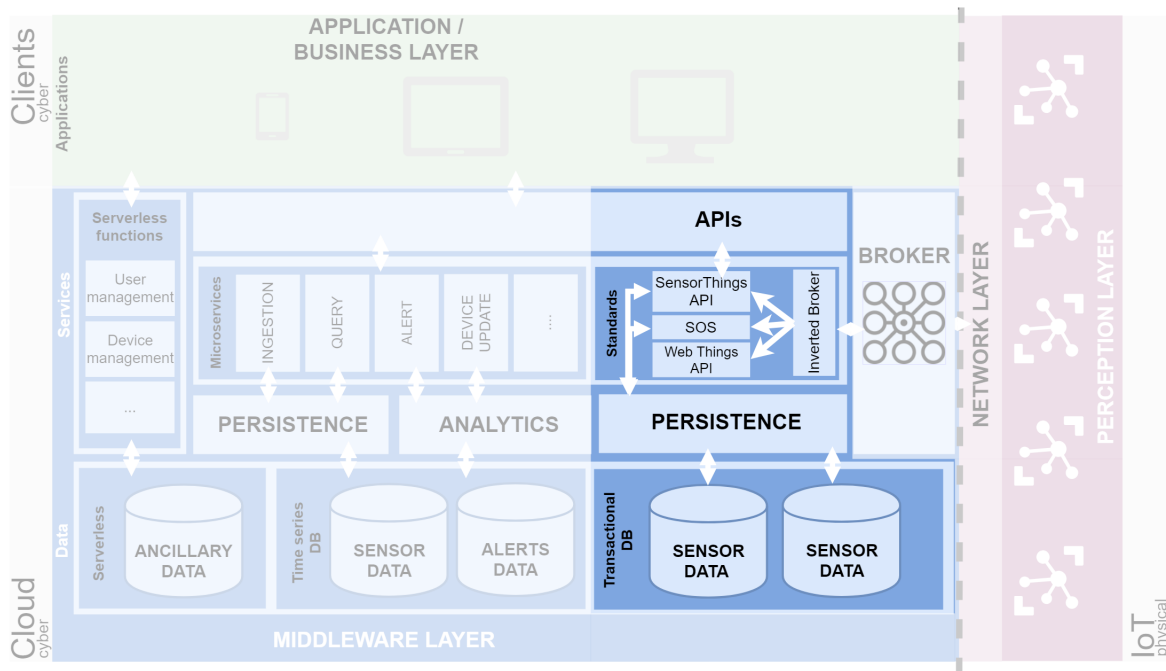 Clients
cyber
Applications
APPLICATION /
BUSINESS LAYER
Services
Serverless
functions
User
management
Device
management
...
Microservices
INGESTION
QUERY
ALERT
DEVICE
UPDATE
....
PERSISTENCE
ANALYTICS
APIs
Standards
SensorThings
API
SOS
Web Things
API
Inverted Broker
PERSISTENCE
BROKER
NETWORK LAYER
PERCEPTION LAYER
Data
Serverless
ANCILLARY
DATA
Time series
DB
SENSOR
DATA
ALERTS
DATA
Transactional
DB
SENSOR
DATA
SENSOR
DATA
MIDDLEWARE LAYER
Cloud
cyber
IoT
physical